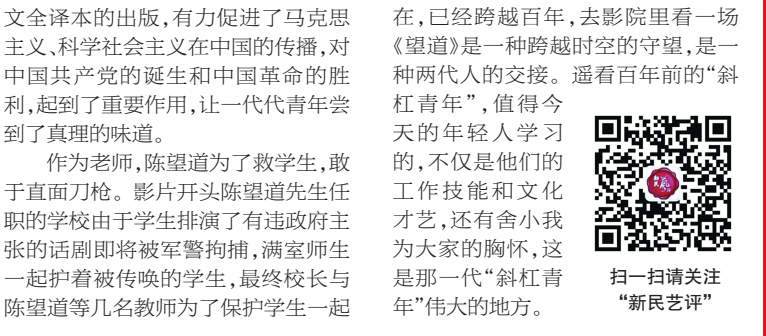 文全译本的出版,有力促进了马克思
主义、科学社会主义在中国的传播,对
中国共产党的诞生和中国革命的胜
利,起到了重要作用,让一代代青年尝
到了真理的味道。
作为老师,陈望道为了救学生,敢
于直面刀枪。影片开头陈望道先生任
职的学校由于学生排演了有违政府主
张的话剧即将被军警拘捕,满室师生
一起护着被传唤的学生,最终校长与
陈望道等几名教师为了保护学生一起
在,已经跨越百年,去影院里看一场
《望道》是一种跨越时空的守望,是一
种两代人的交接。遥看百年前的“斜
杠青年”,值得今
天的年轻人学习
的,不仅是他们的
工作技能和文化
才艺,还有舍小我
为大家的胸怀,这
是那一代“斜杠青
年”伟大的地方。
扫一扫请关注
“新民艺评”